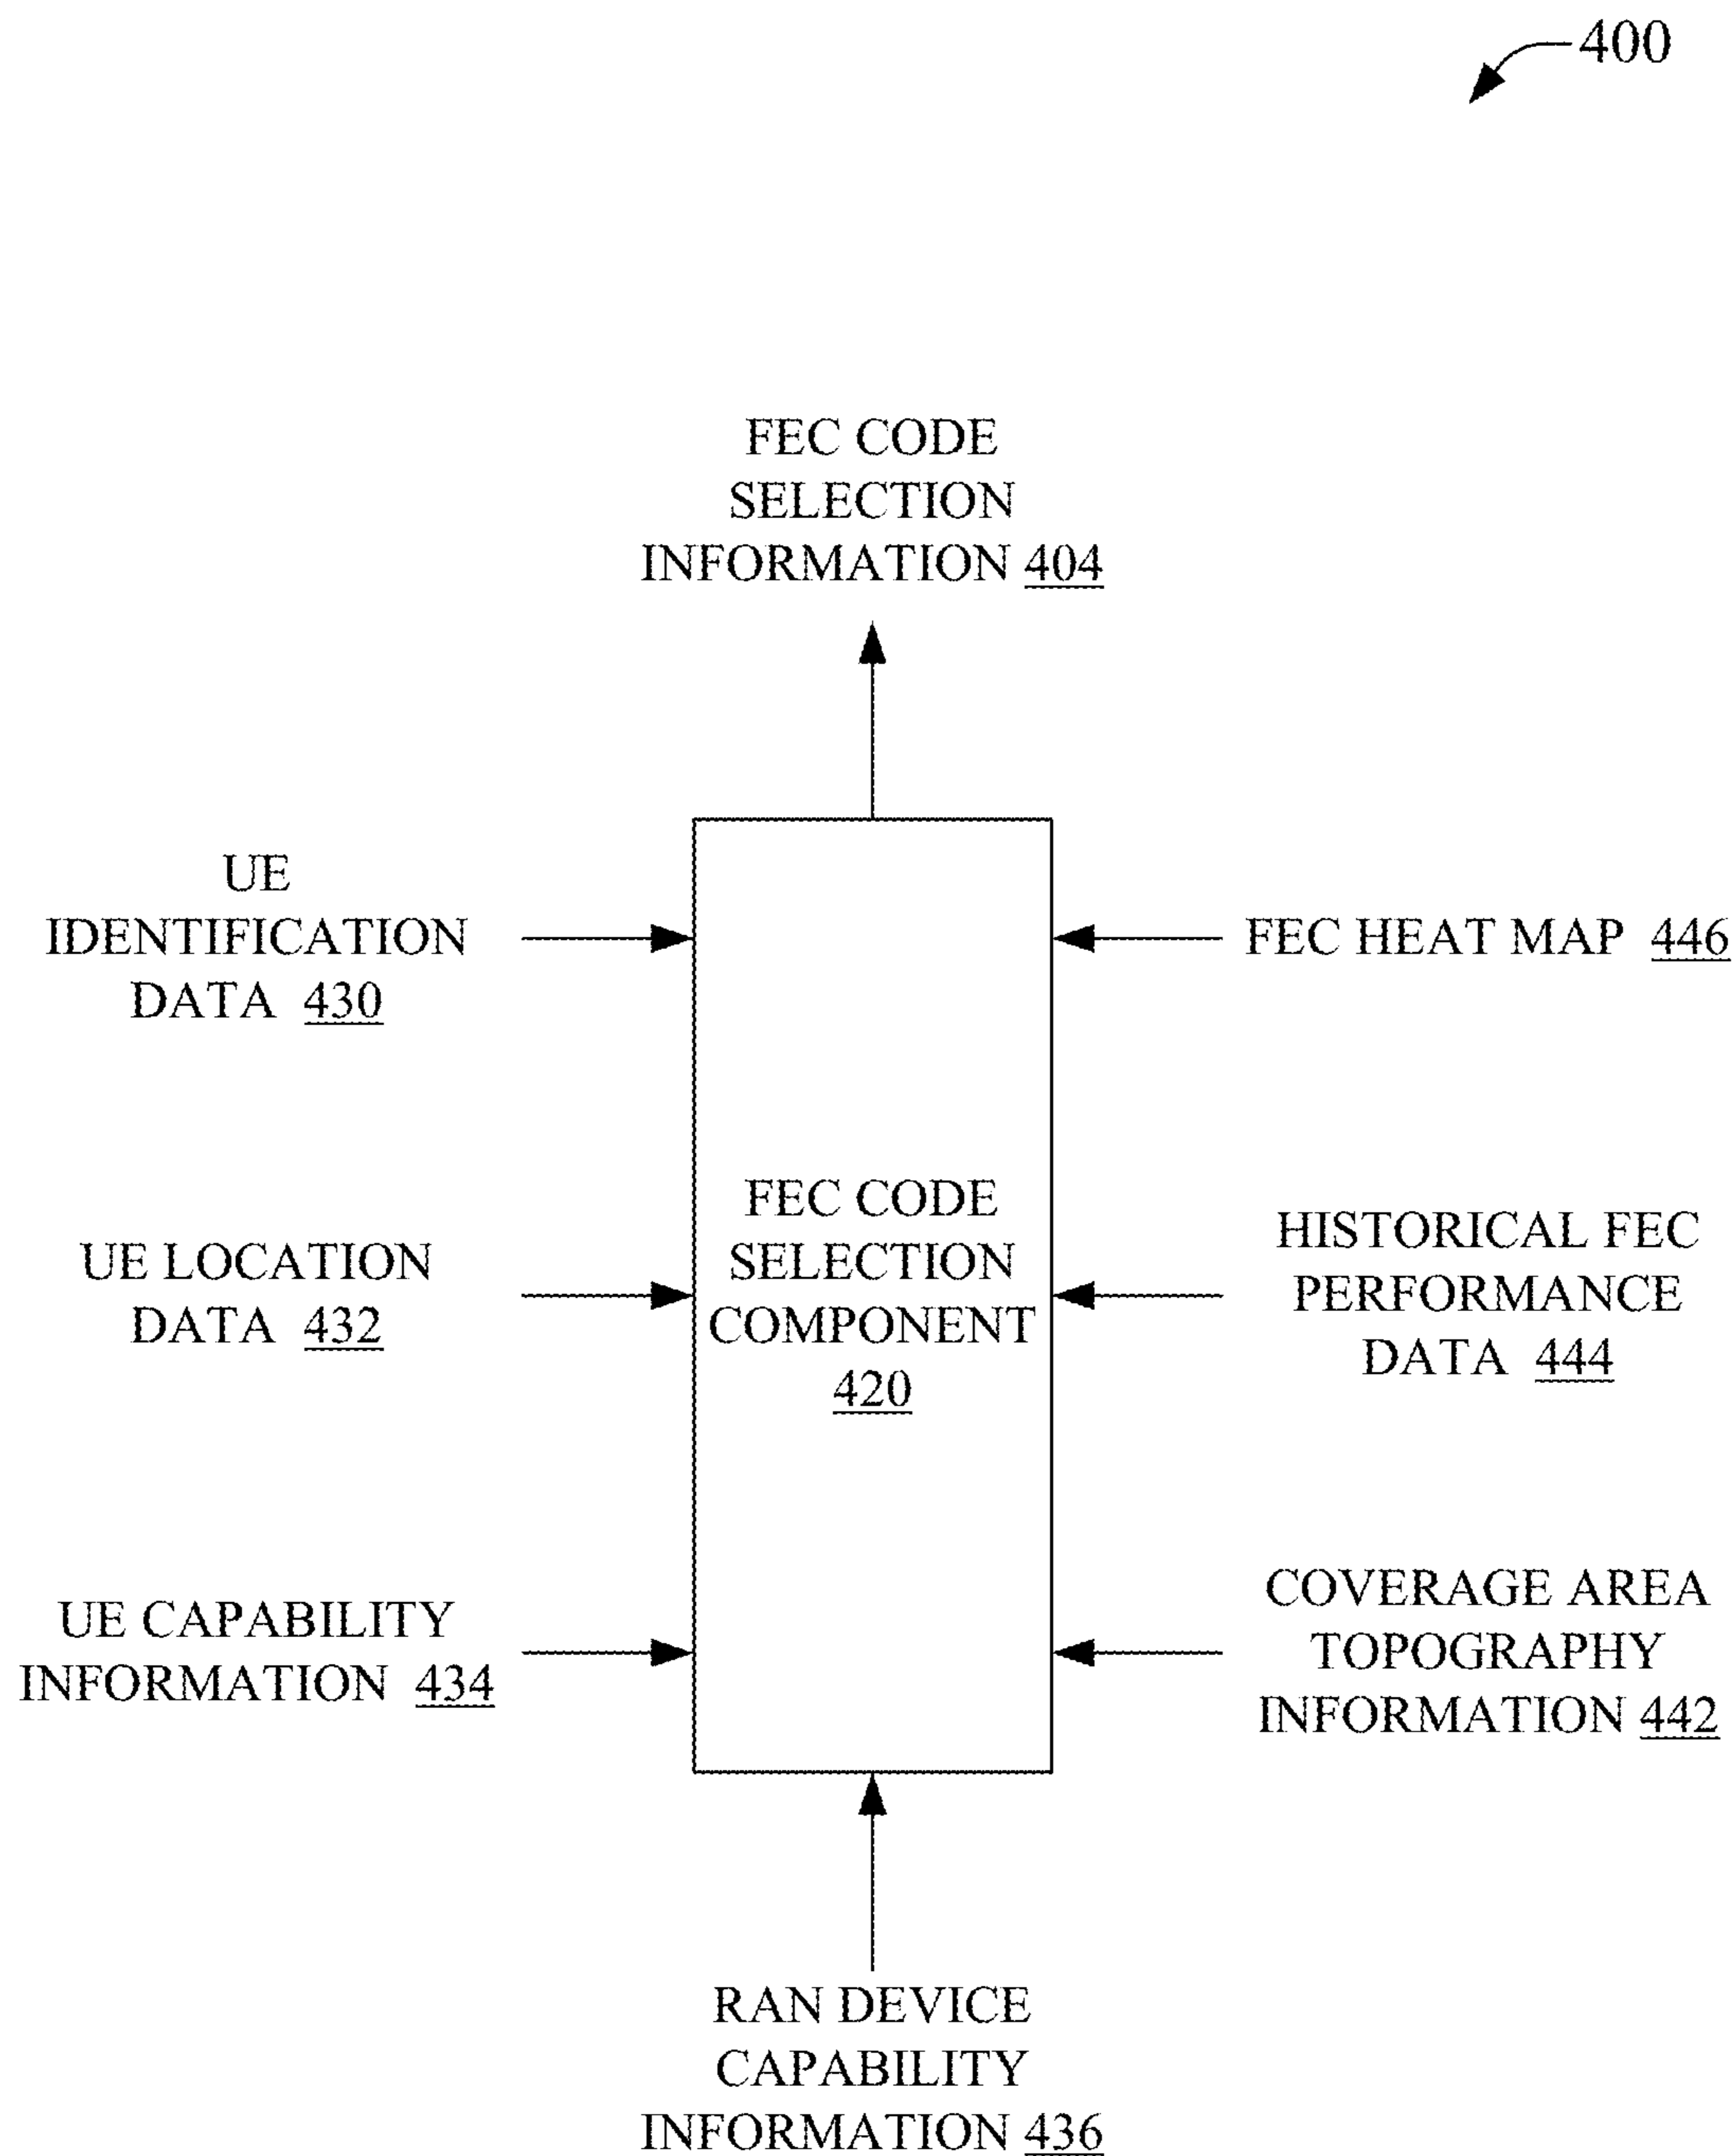 400
FEC CODE
SELECTION
INFORMATION 404
UE
IDENTIFICATION
DATA 430
FEC HEAT MAP 446
FEC CODE
SELECTION
COMPONENT
420
UE LOCATION
DATA 432
HISTORICAL FEC
PERFORMANCE
DATA 444
UE CAPABILITY
INFORMATION 434
COVERAGE AREA
TOPOGRAPHY
INFORMATION 442
RAN DEVICE
CAPABILITY
INFORMATION 436